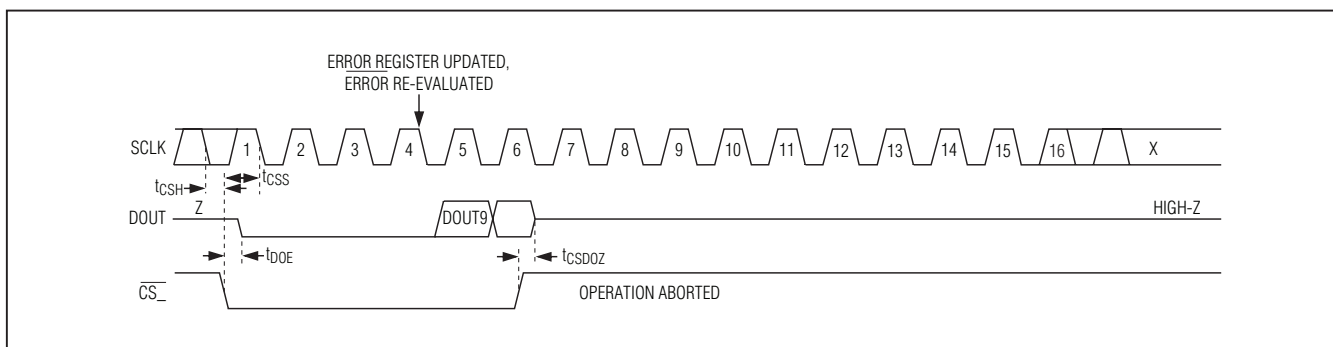 ERROR REGISTER UPDATED,
ERROR RE-EVALUATED
SCLK 1 2 3 4 5 6 7 8 9 10 11 12 13 14 15 16 X
tCSH tCSS
DOUT Z DOUT9 HIGH-Z
tDOE tCSDOZ
CS_ OPERATION ABORTED